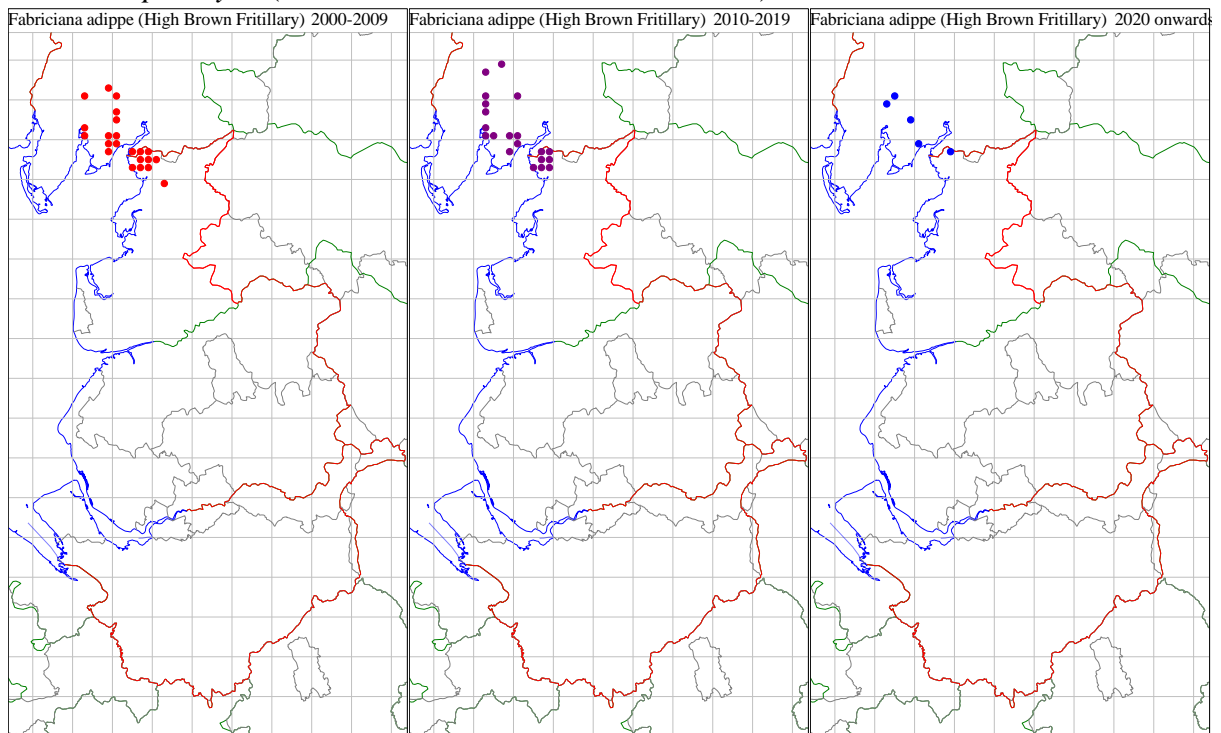 Fabriciana adippe (High Brown Fritillary) 2000-2009
Fabriciana adippe (High Brown Fritillary) 2010-2019
Fabriciana adippe (High Brown Fritillary) 2020 onwards